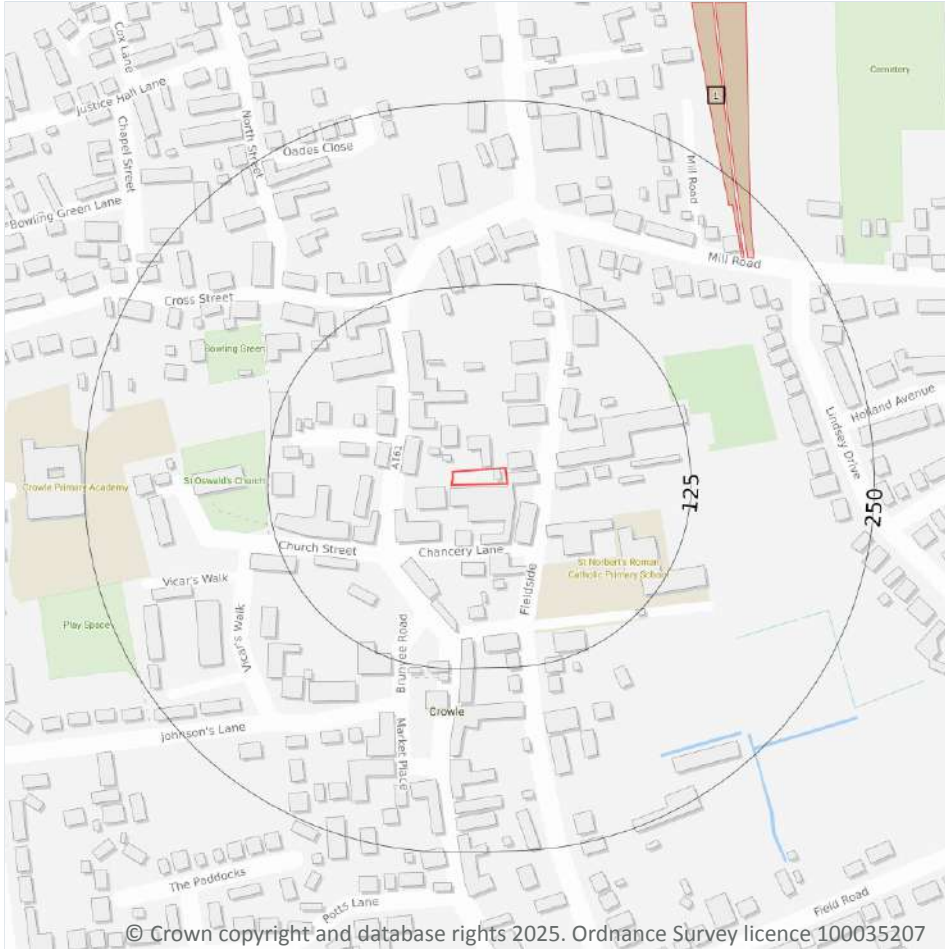 Cox Lane
Justice Hall Lane
Chapel Street
North Street
Oades Close
Cemetery
1
Mill Road
Bowling Green Lane
Mill Road
Cross Street
Bowling Green
Holland Avenue
Lindsey Drive
A161
St Oswald's Church
Crowle Primary Academy
125
250
Church Street
Chancery Lane
St Norbert's Roman
Catholic Primary School
Vicar's Walk
Fieldside
Play Space
Vicar's Walk
Brunyee Road
Crowle
Johnson's Lane
Market Place
The Paddocks
Potts Lane
Field Road
© Crown copyright and database rights 2025. Ordnance Survey licence 100035207